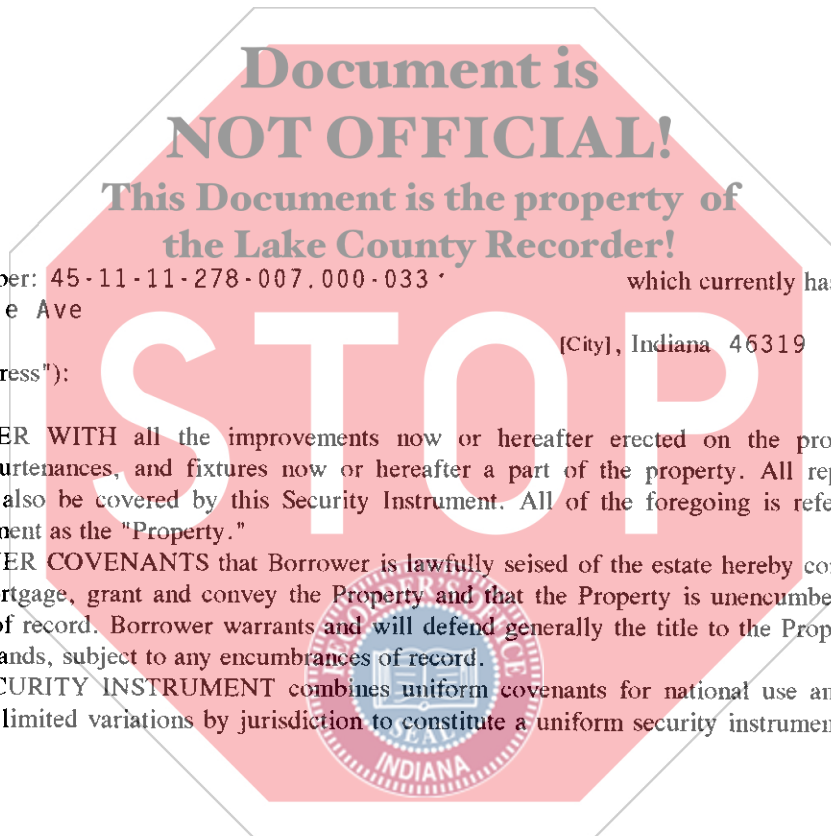 Document is
NOT OFFICIAL!
This Document is the property of
the Lake County Recorder!
ber: 45-11-11-278-007.000-033 which currently has
e Ave
[City], Indiana 46319
ress"):
STOP
ER WITH all the improvements now or hereafter erected on the pro
urtenances, and fixtures now or hereafter a part of the property. All rep
also be covered by this Security Instrument. All of the foregoing is refe
nent as the "Property."
ER COVENANTS that Borrower is lawfully seised of the estate hereby co
rtgage, grant and convey the Property and that the Property is unencumbe
of record. Borrower warrants and will defend generally the title to the Prop
ands, subject to any encumbrances of record.
CURITY INSTRUMENT combines uniform covenants for national use an
limited variations by jurisdiction to constitute a uniform security instrumen
RECORDER'S OFFICE
SEAL
INDIANA